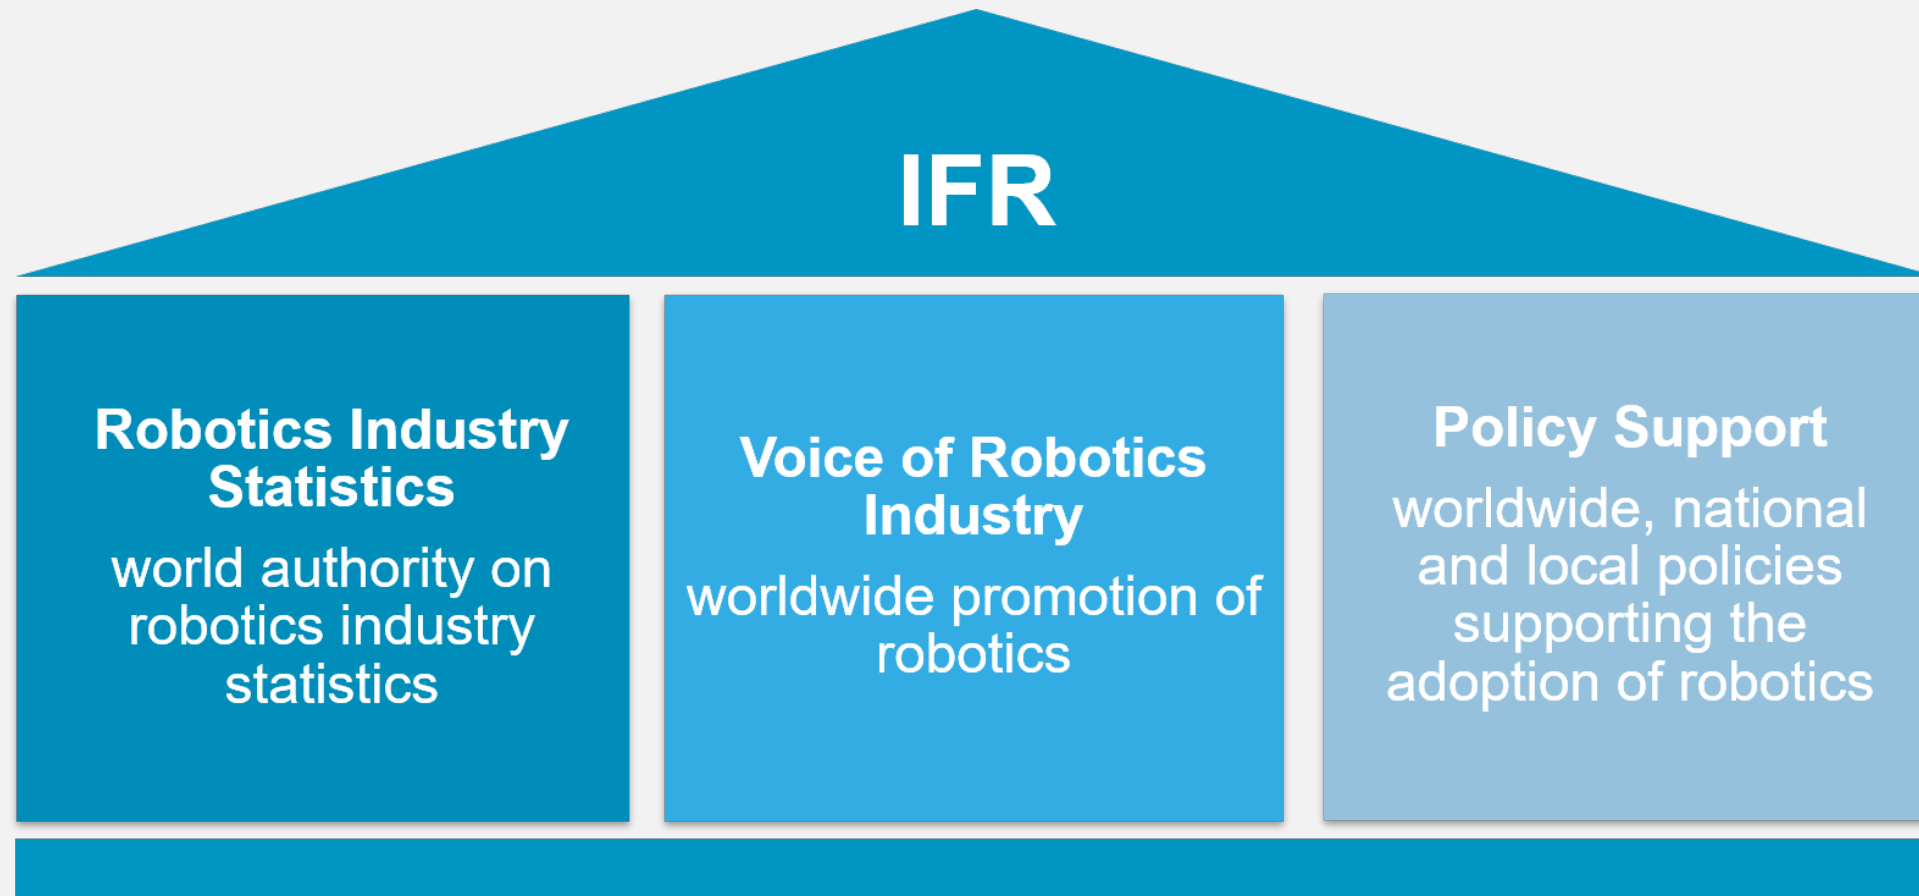 IFR
Robotics Industry
Statistics
world authority on
robotics industry
statistics
Voice of Robotics
Industry
worldwide promotion of
robotics
Policy Support
worldwide, national
and local policies
supporting the
adoption of robotics